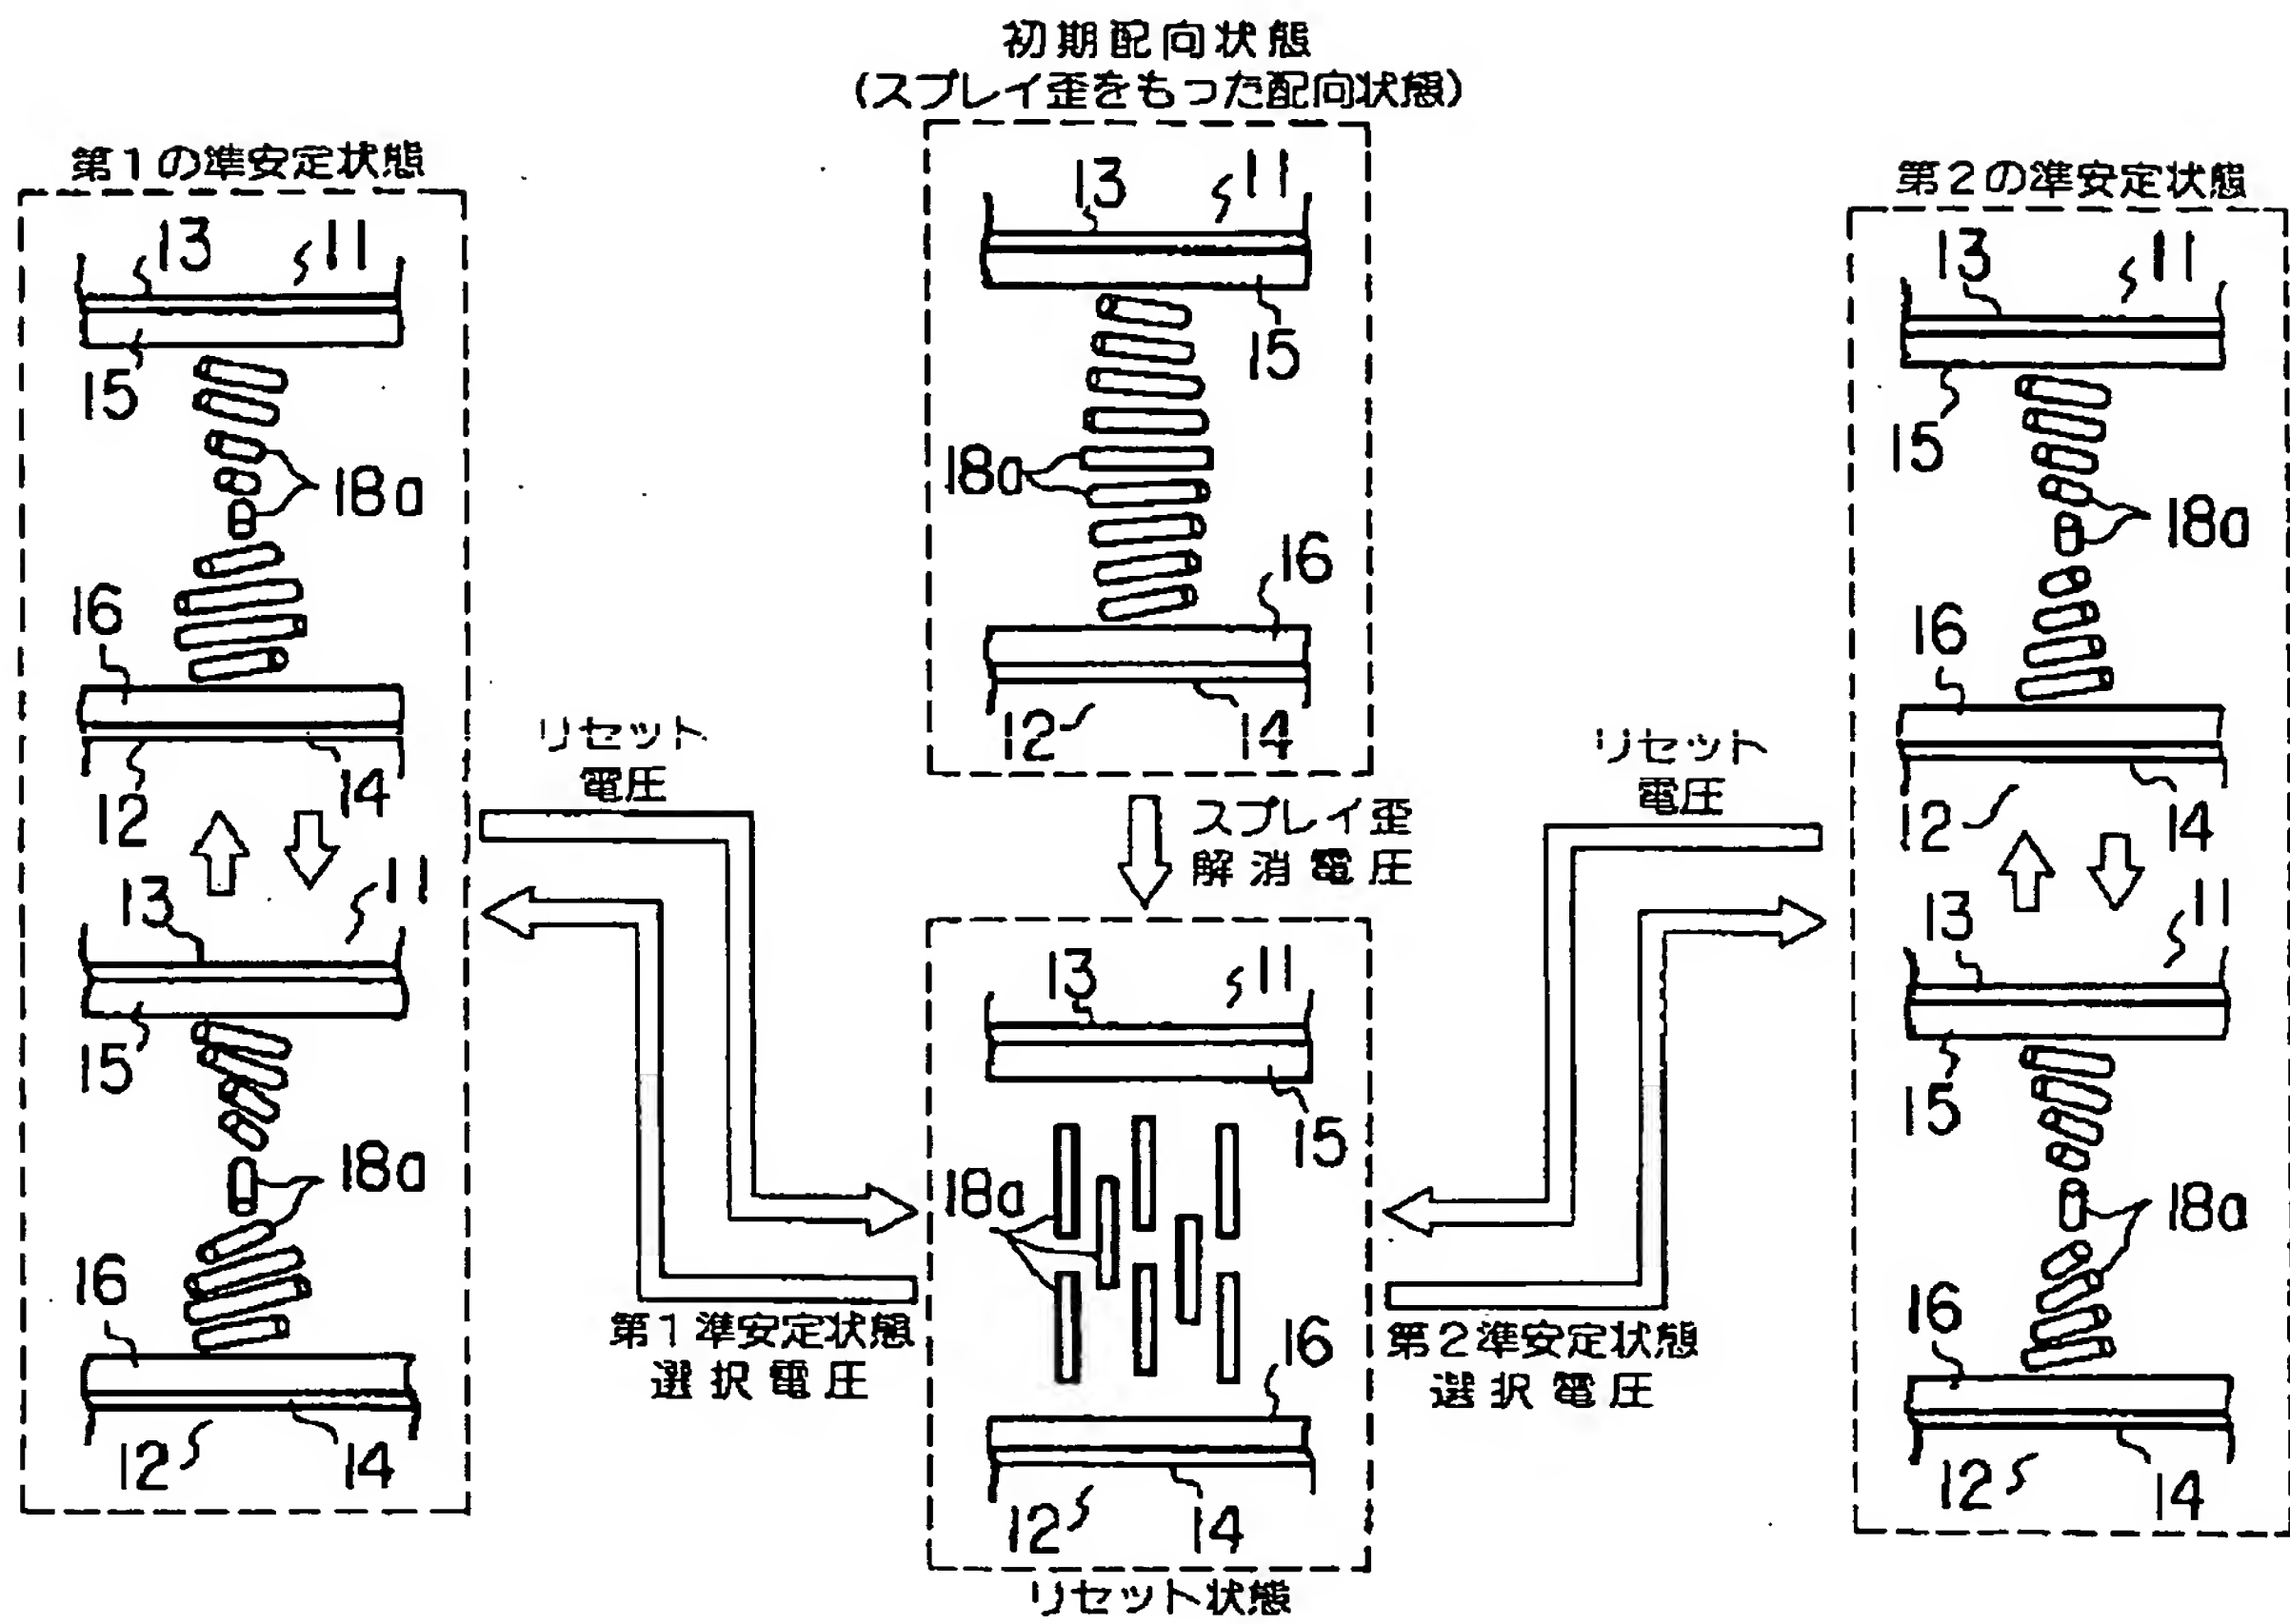 初期配向状態
(スプレイ歪をもった配向状態)
第1の準安定状態
13
11
15
18a
16
12
14
13
11
15
18a
16
12
14
リセット
電圧
第1準安定状態
選択電圧
13
11
15
18a
16
12
14
スプレイ歪
解消電圧
13
11
15
18a
16
12
14
リセット状態
リセット
電圧
第2準安定状態
選択電圧
第2の準安定状態
13
11
15
18a
16
12
14
13
11
15
18a
16
12
14